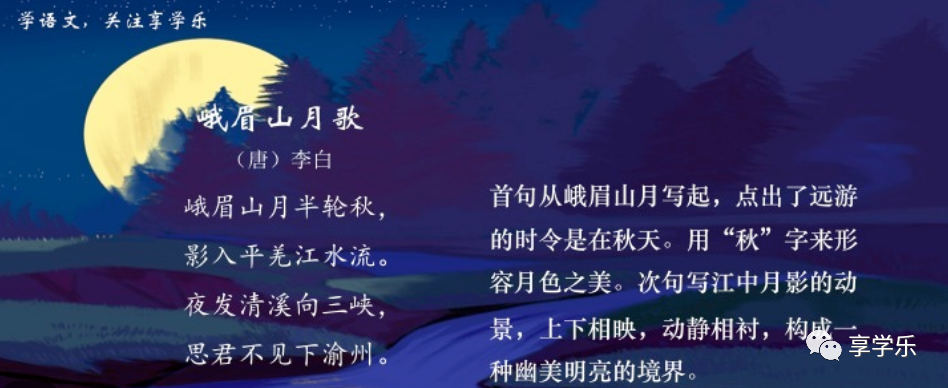 学语文，关注享学乐
峨眉山月歌
（唐）李白
峨眉山月半轮秋，
影入平羌江水流。
夜发清溪向三峡，
思君不见下渝州。
首句从峨眉山月写起，点出了远游
的时令是在秋天。用“秋”字来形
容月色之美。次句写江中月影的动
景，上下相映，动静相衬，构成一
种幽美明亮的境界。
享学乐